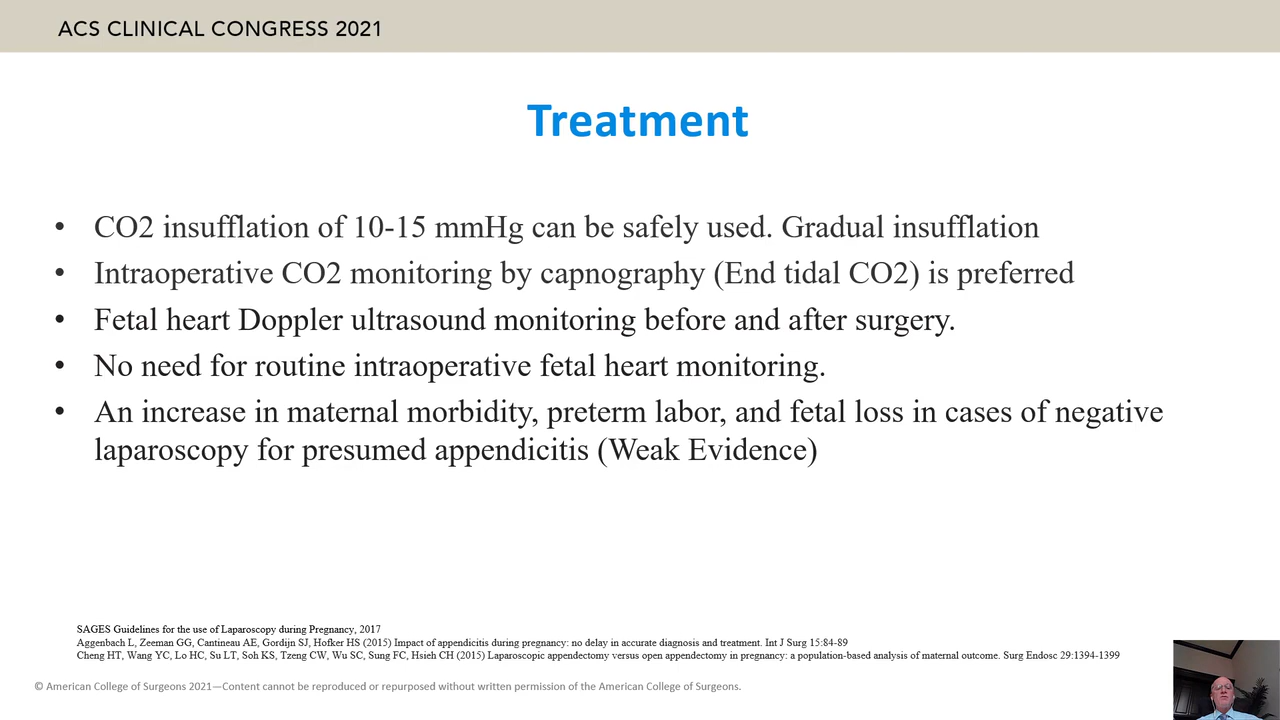 ACS CLINICAL CONGRESS 2021
Treatment
• CO2 insufflation of 10-15 mmHg can be safely used. Gradual insufflation
• Intraoperative CO2 monitoring by capnography (End tidal CO2) is preferred
• Fetal heart Doppler ultrasound monitoring before and after surgery.
• No need for routine intraoperative fetal heart monitoring.
• An increase in maternal morbidity, preterm labor, and fetal loss in cases of negative
laparoscopy for presumed appendicitis (Weak Evidence)
SAGES Guidelines for the use of Laparoscopy during Pregnancy, 2017
Aggenbach L, Zeeman GG, Cantineau AE, Gordijn SJ, Hofker HS (2015) Impact of appendicitis during pregnancy: no delay in accurate diagnosis and treatment. Int J Surg 15:84-89
Cheng HT, Wang YC, Lo HC, Su LT, Soh KS, Tzeng CW, Wu SC, Sung FC, Hsieh CH (2015) Laparoscopic appendectomy versus open appendectomy in pregnancy: a population-based analysis of maternal outcome. Surg Endosc 29:1394-1399
© American College of Surgeons 2021—Content cannot be reproduced or repurposed without written permission of the American College of Surgeons.